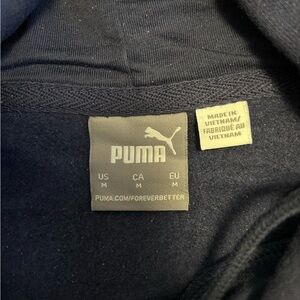 PUMA
US CA EU
M M M
PUMA.COM/FOREVERBETTER
MADE IN
VIETNAM/
FABRIQUÉ AU
VIETNAM